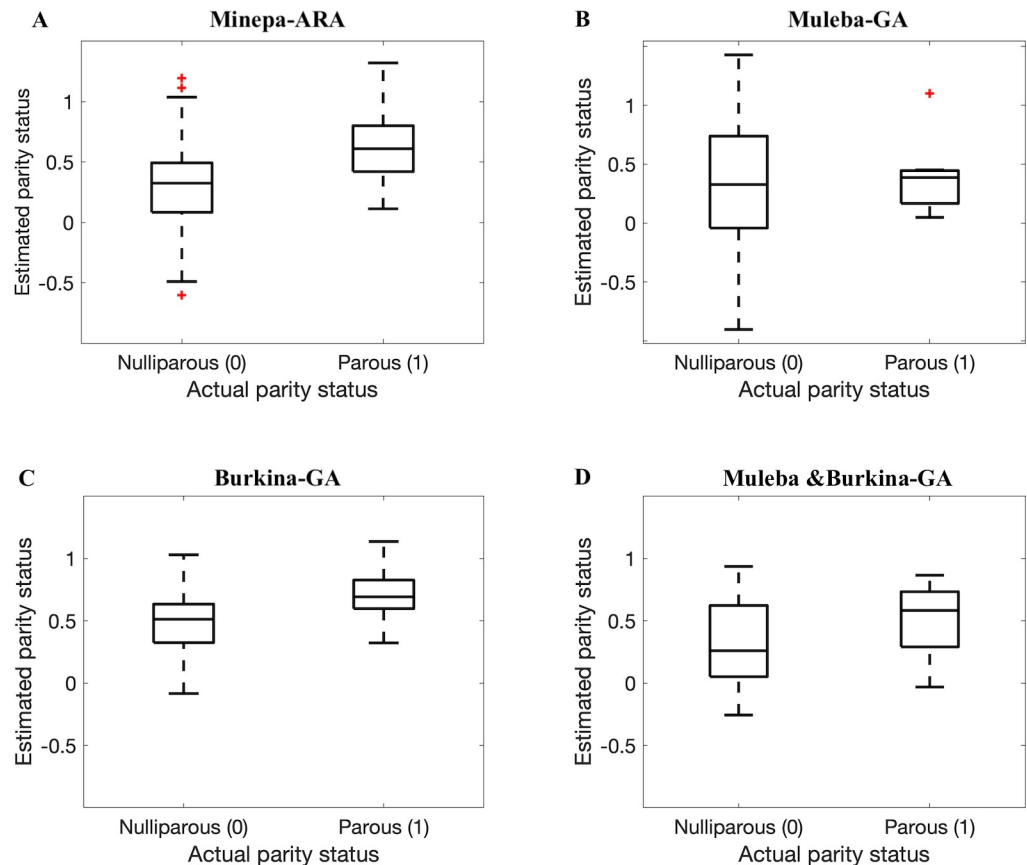 A Minepa-ARA
Estimated parity status
1
0.5
0
-0.5
Nulliparous (0) Parous (1)
Actual parity status
B Muleba-GA
Estimated parity status
1
0.5
0
-0.5
Nulliparous (0) Parous (1)
Actual parity status
C Burkina-GA
Estimated parity status
1
0.5
0
-0.5
Nulliparous (0) Parous (1)
Actual parity status
D Muleba &Burkina-GA
Estimated parity status
1
0.5
0
-0.5
Nulliparous (0) Parous (1)
Actual parity status